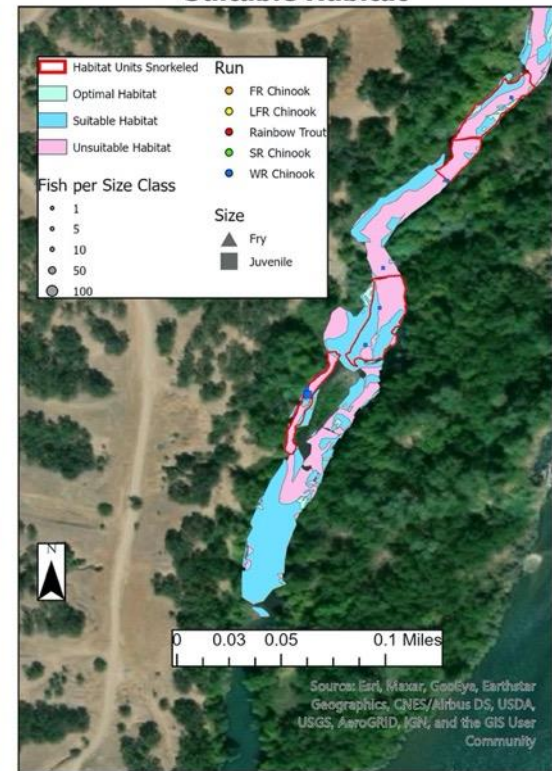 Suitable Habitat
Habitat Units Snorkeled
Optimal Habitat
Suitable Habitat
Unsuitable Habitat
Fish per Size Class
1
5
10
50
100
Run
FR Chinook
LFR Chinook
Rainbow Trout
SR Chinook
WR Chinook
Size
Fry
Juvenile
N
0 0.03 0.05 0.1 Miles
Source: Esri, Maxar, GeoEye, Earthstar
Geographics, CNES/Airbus DS, USDA,
USGS, AeroGRID, IGN, and the GIS User
Community